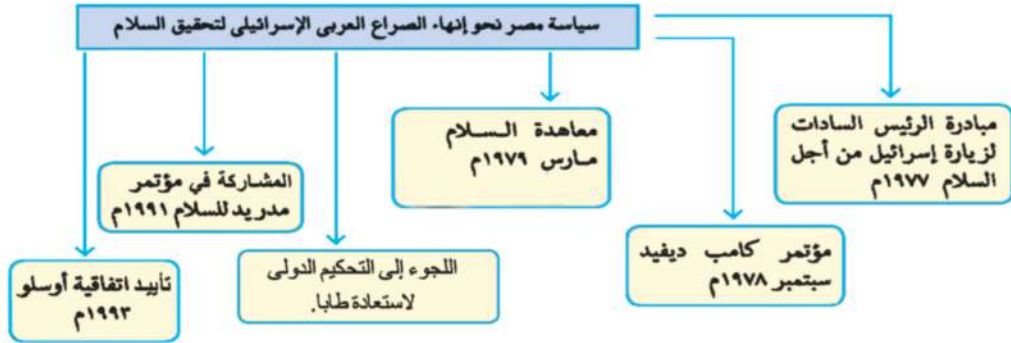 سياسة مصر نحو إنهاء الصراع العربى الإسرائيلى لتحقيق السلام
مبادرة الرئيس السادات
لزيارة إسرائيل من أجل
السلام ١٩٧٧م
مؤتمر كامب ديفيد
سبتمبر ١٩٧٨م
معاهدة السلام
مارس ١٩٧٩م
اللجوء إلى التحكيم الدولى
لاستعادة طابا.
المشاركة في مؤتمر
مدريد للسلام ١٩٩١م
تأييد اتفاقية أوسلو
١٩٩٣م